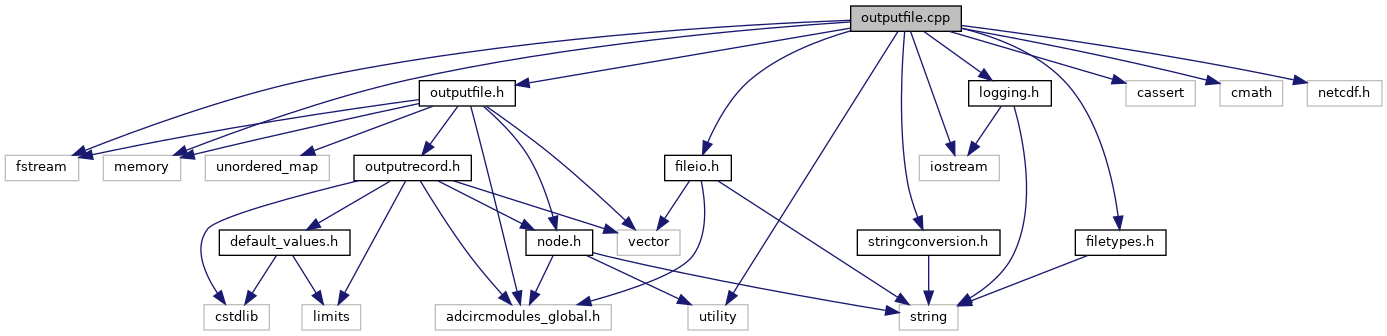 outputfile.cpp
outputfile.h
logging.h
cassert
cmath
netcdf.h
fstream
memory
unordered_map
outputrecord.h
fileio.h
iostream
default_values.h
node.h
vector
stringconversion.h
filetypes.h
cstdlib
limits
adcircmodules_global.h
utility
string